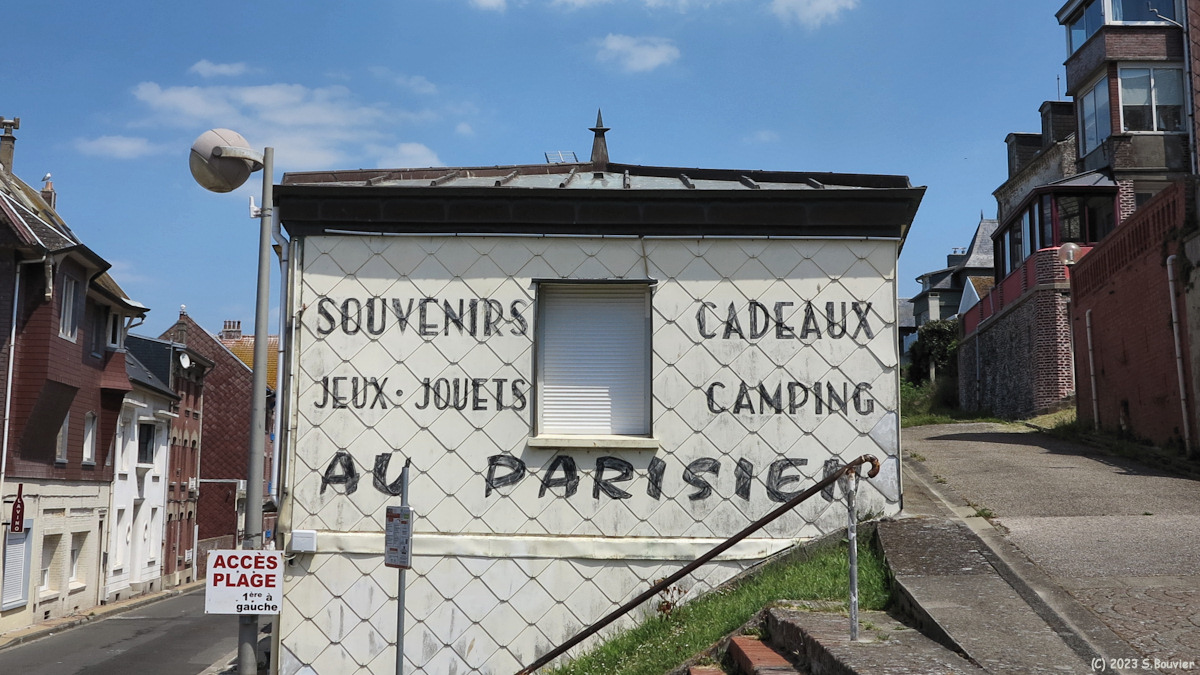 SOUVENIRS
CADEAUX
JEUX · JOUETS
CAMPING
AU PARISIEN
ACCÈS
PLAGE
1ère à
gauche
(C) 2023 S.Bouvier